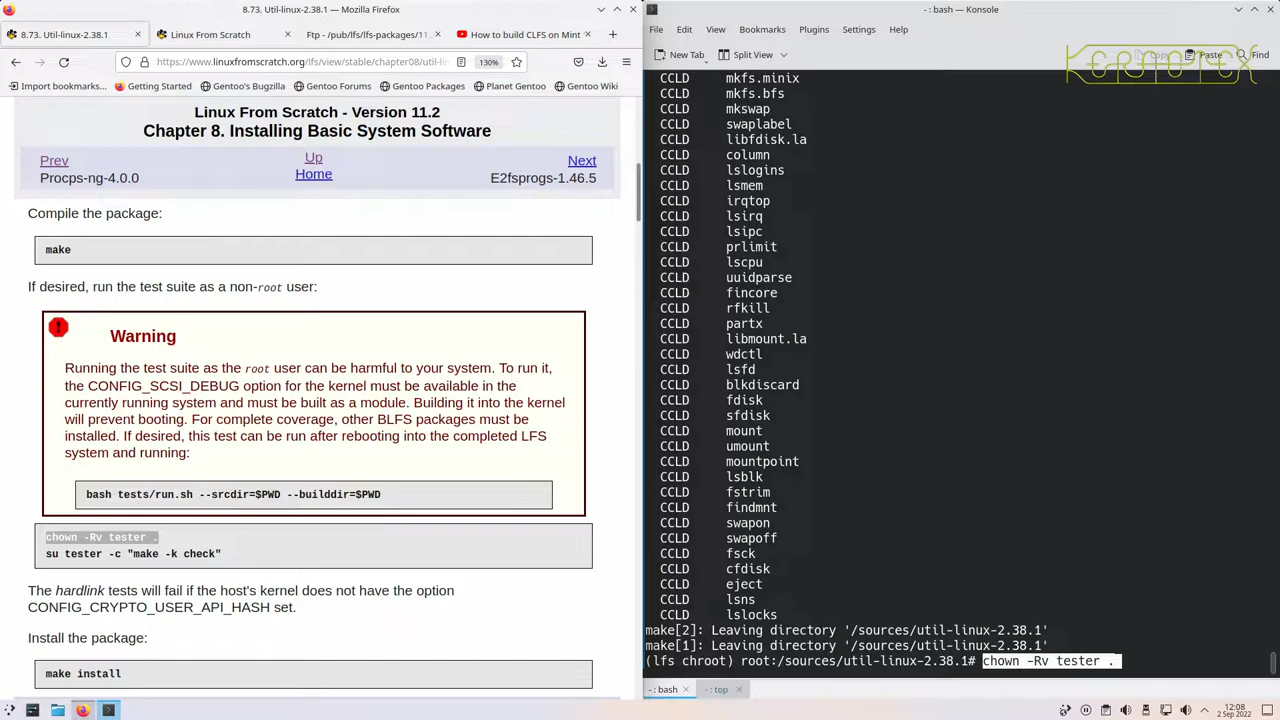 8.73. Util-linux-2.38.1 — Mozilla Firefox
8.73. Util-linux-2.38.1
Linux From Scratch
Ftp - /pub/lfs/lfs-packages/11.
How to build CLFS on Mint
https://www.linuxfromscratch.org/lfs/view/stable/chapter08/util-lin
130%
Import bookmarks...
Getting Started
Gentoo's Bugzilla
Gentoo Forums
Gentoo Packages
Planet Gentoo
Gentoo Wiki
Linux From Scratch - Version 11.2
Chapter 8. Installing Basic System Software
Prev
Up
Next
Procps-ng-4.0.0
Home
E2fsprogs-1.46.5
Compile the package:
make
If desired, run the test suite as a non-root user:
Warning
Running the test suite as the root user can be harmful to your system. To run it,
the CONFIG_SCSI_DEBUG option for the kernel must be available in the
currently running system and must be built as a module. Building it into the kernel
will prevent booting. For complete coverage, other BLFS packages must be
installed. If desired, this test can be run after rebooting into the completed LFS
system and running:
bash tests/run.sh --srcdir=$PWD --builddir=$PWD
chown -Rv tester .
su tester -c "make -k check"
The hardlink tests will fail if the host's kernel does not have the option
CONFIG_CRYPTO_USER_API_HASH set.
Install the package:
make install
- : bash — Konsole
File Edit View Bookmarks Plugins Settings Help
New Tab
Split View
Copy
Paste
Find
KERAPLEX
CCLD mkfs.minix
CCLD mkfs.bfs
CCLD mkswap
CCLD swaplabel
CCLD libfdisk.la
CCLD column
CCLD lslogins
CCLD lsmem
CCLD irqtop
CCLD lsirq
CCLD lsipc
CCLD prlimit
CCLD lscpu
CCLD uuidparse
CCLD fincore
CCLD rfkill
CCLD partx
CCLD libmount.la
CCLD wdctl
CCLD lsfd
CCLD blkdiscard
CCLD fdisk
CCLD sfdisk
CCLD mount
CCLD umount
CCLD mountpoint
CCLD lsblk
CCLD fstrim
CCLD findmnt
CCLD swapon
CCLD swapoff
CCLD fsck
CCLD cfdisk
CCLD eject
CCLD lsns
CCLD lslocks
make[2]: Leaving directory '/sources/util-linux-2.38.1'
make[1]: Leaving directory '/sources/util-linux-2.38.1'
(lfs chroot) root:/sources/util-linux-2.38.1# chown -Rv tester .
- : bash
- : top
12:08
2 Sep 2022